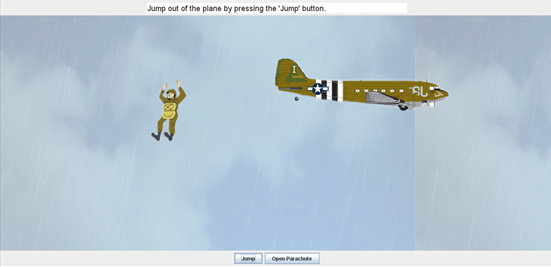 Jump out of the plane by pressing the 'Jump' button.
I
Jump
Open Parachute